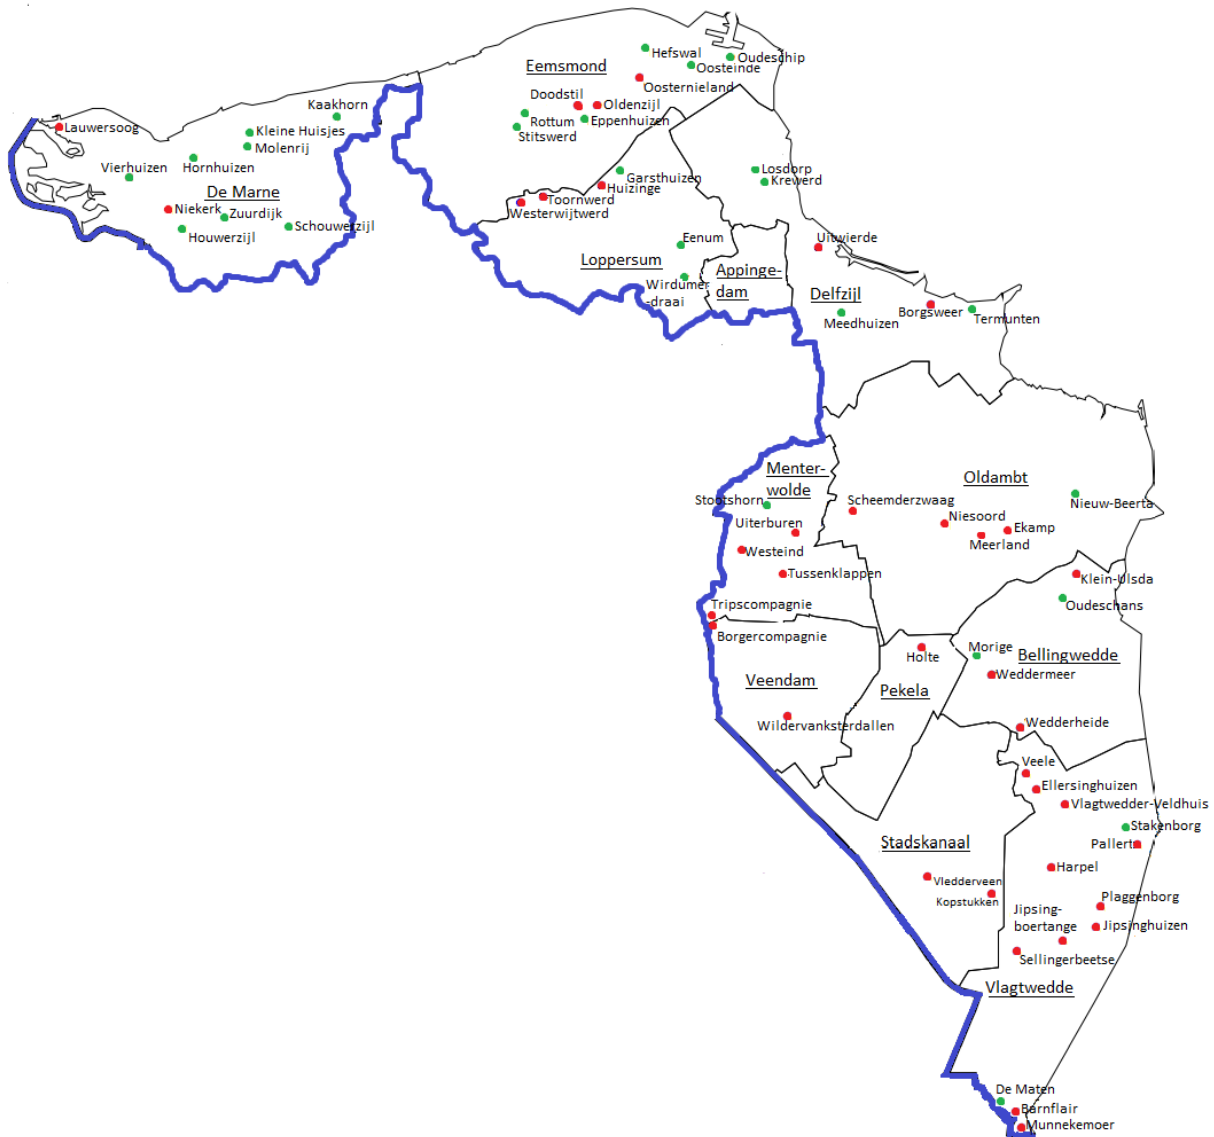 Hefswal
Oudeschip
Eemsmond
Oosteinde
Oosternieland
Doodstil
Oldenzijl
Kaakhorn
Rottum
Eppenhuizen
Lauwersoog
Kleine Huisjes
Stitswerd
Molenrij
Vierhuizen
Hornhuizen
Garsthuizen
Losdorp
Krewerd
De Marne
Huizinge
Toornwerd
Niekerk
Zuurdijk
Westerwijtwerd
Houwerzijl
Schouwerzijl
Eenum
Uitwierde
Loppersum
Appinge-
dam
Wirdumer
-draai
Delfzijl
Borgsweer
Termunten
Meedhuizen
Menter-
wolde
Oldambt
Stootshorn
Scheemderzwaag
Nieuw-Beerta
Uiterburen
Niesoord
Ekamp
Meerland
Westeind
Tussenklappen
Klein-Ulsda
Oudeschans
Tripscompagnie
Borgercompagnie
Holte
Morige
Bellingwedde
Weddermeer
Veendam
Pekela
Wildervanksterdallen
Wedderheide
Veele
Ellersinghuizen
Vlagtwedder-Veldhuis
Stakenborg
Stadskanaal
Pallert
Harpel
Vledderveen
Kopstukken
Plaggenborg
Jipsing-
boertange
Jipsinghuizen
Sellingerbeetse
Vlagtwedde
De Maten
Barnflair
Munnekemoer